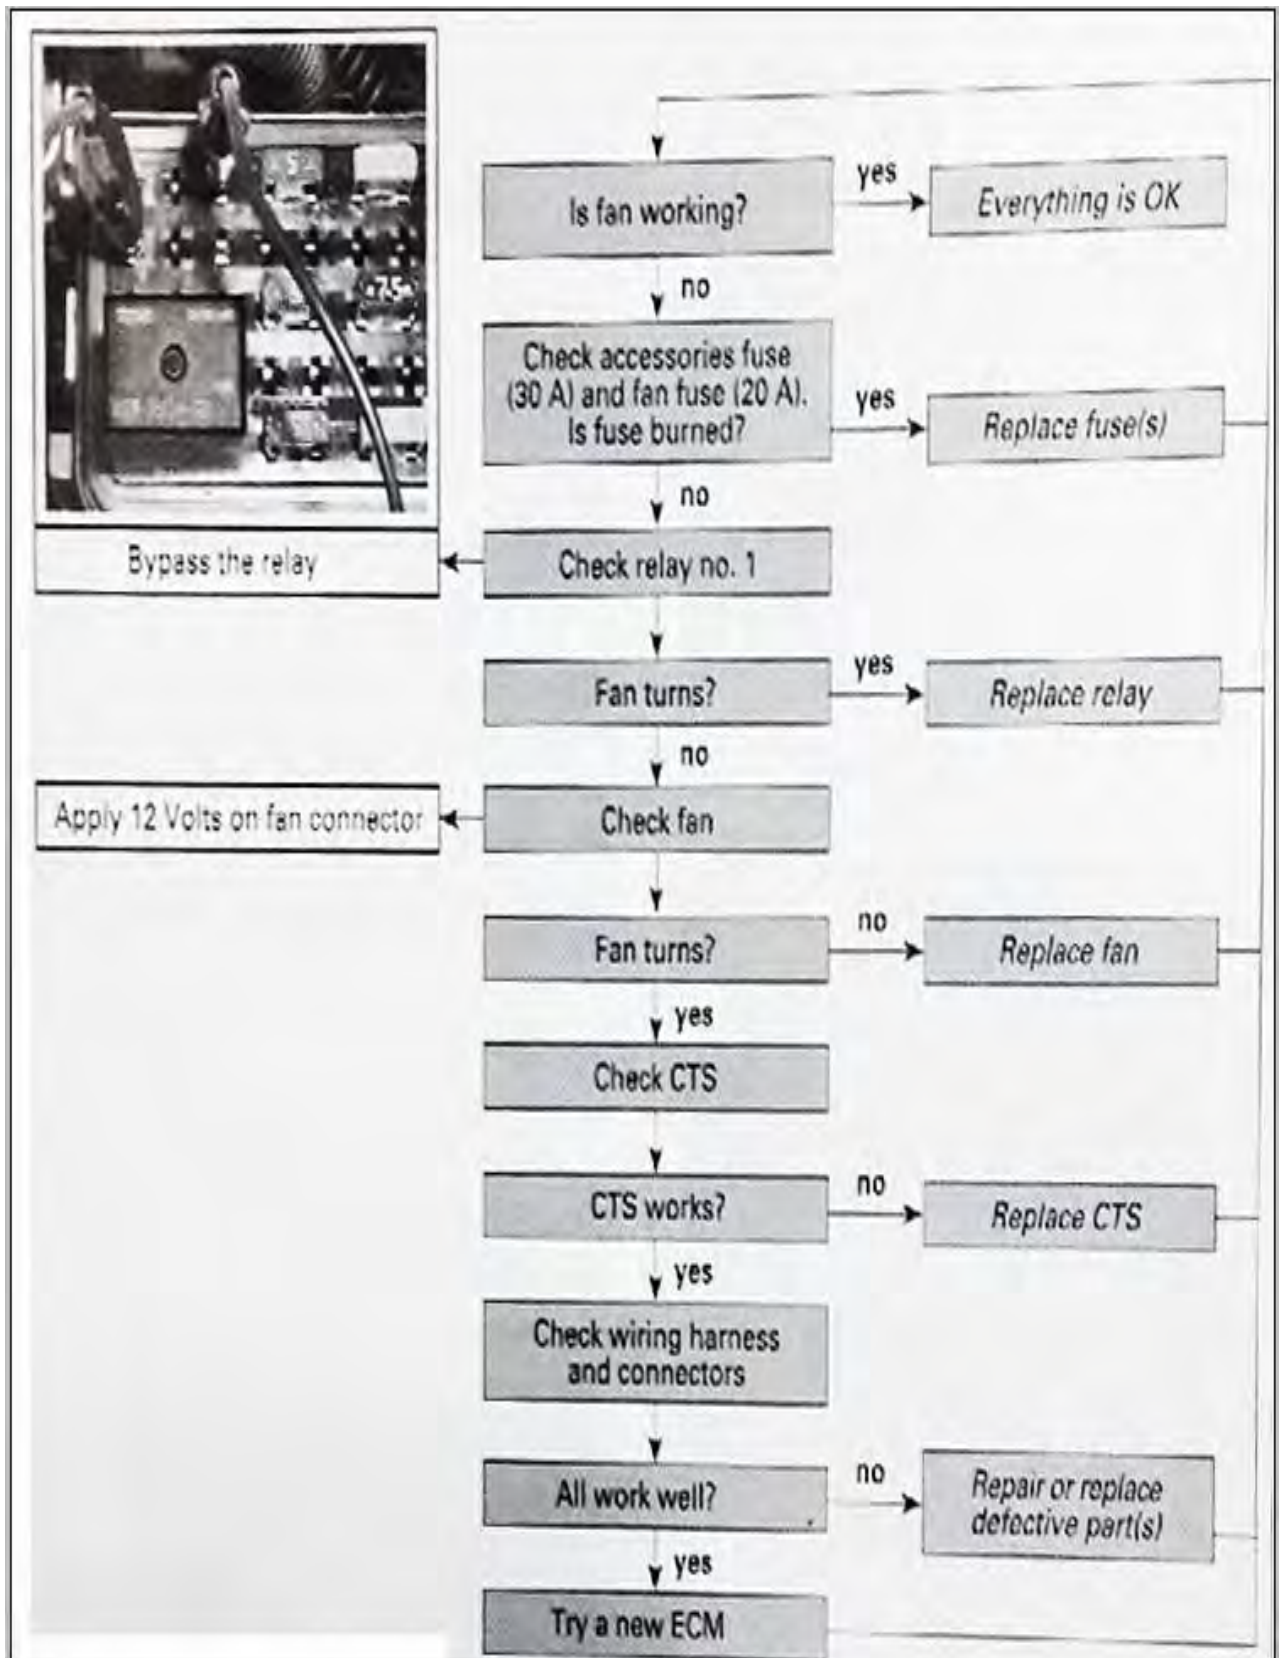 yes
Is fan working?
Everything is OK
no
Check accessories fuse
(30 A) and fan fuse (20 A).
Is fuse burned?
yes
Replace fuse(s)
no
Bypass the relay
Check relay no. 1
Fan turns?
yes
Replace relay
no
Apply 12 Volts on fan connector
Check fan
Fan turns?
no
Replace fan
yes
Check CTS
CTS works?
no
Replace CTS
yes
Check wiring harness
and connectors
All work well?
no
Repair or replace
defective part(s)
yes
Try a new ECM